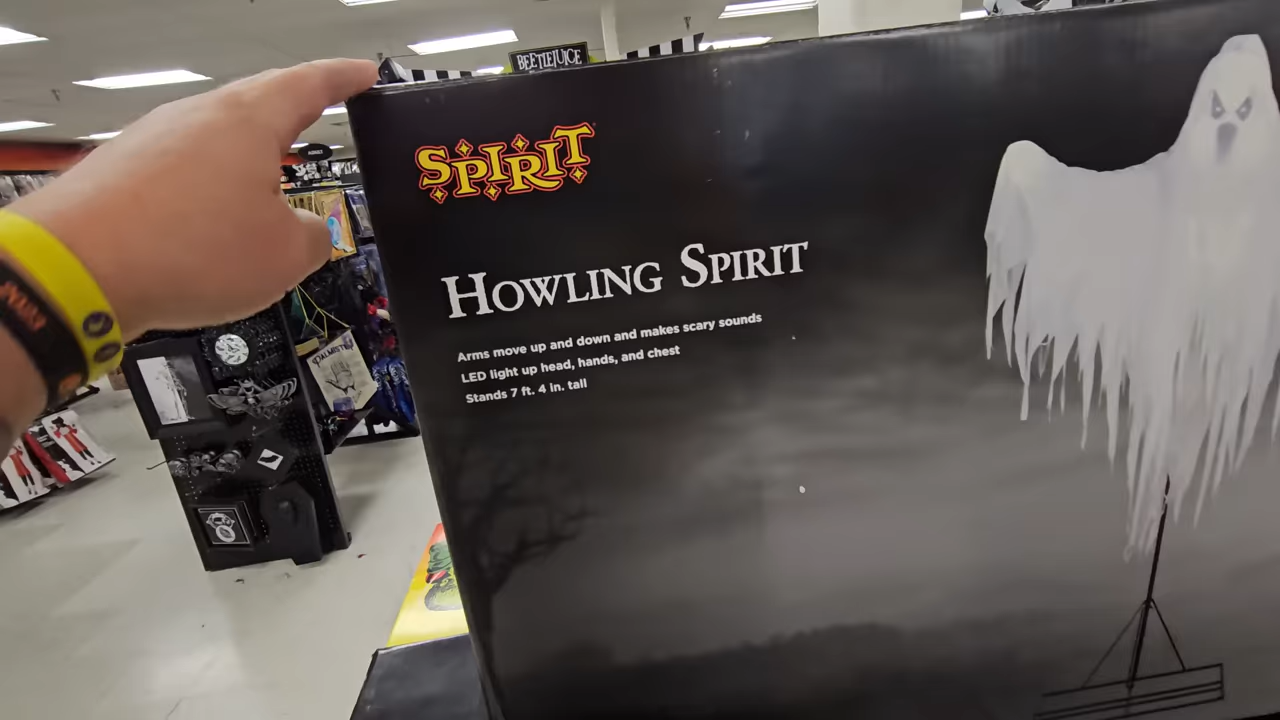 BEETLEJUICE
SPIRIT
HOWLING SPIRIT
Arms move up and down and makes scary sounds
LED light up head, hands, and chest
Stands 7 ft. 4 in. tall
PALMISTRY